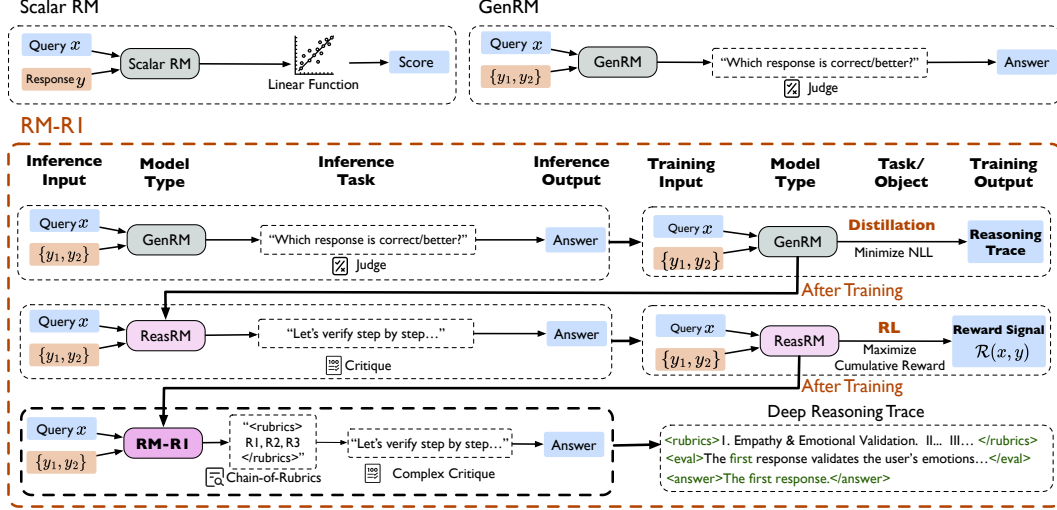 Scalar RM
Query x
Response y
Scalar RM
Linear Function
Score
GenRM
Query x
{y₁, y₂}
GenRM
“Which response is correct/better?”
Judge
Answer
RM-R1
Inference Input
Model Type
Inference Task
Inference Output
Training Input
Model Type
Task/Object
Training Output
Query x
{y₁, y₂}
GenRM
“Which response is correct/better?”
Judge
Answer
Query x
{y₁, y₂}
GenRM
Distillation
Minimize NLL
Reasoning Trace
After Training
Query x
{y₁, y₂}
ReasRM
“Let’s verify step by step…”
Critique
Answer
Query x
{y₁, y₂}
ReasRM
RL
Maximize
Cumulative Reward
Reward Signal
R(x, y)
After Training
Query x
{y₁, y₂}
RM-R1
“<rubrics>
R1, R2, R3
</rubrics>”
Chain-of-Rubrics
“Let’s verify step by step…”
Complex Critique
Answer
Deep Reasoning Trace
<rubrics>1. Empathy & Emotional Validation. II... III… </rubrics>
<eval>The first response validates the user’s emotions…</eval>
<answer>The first response.</answer>